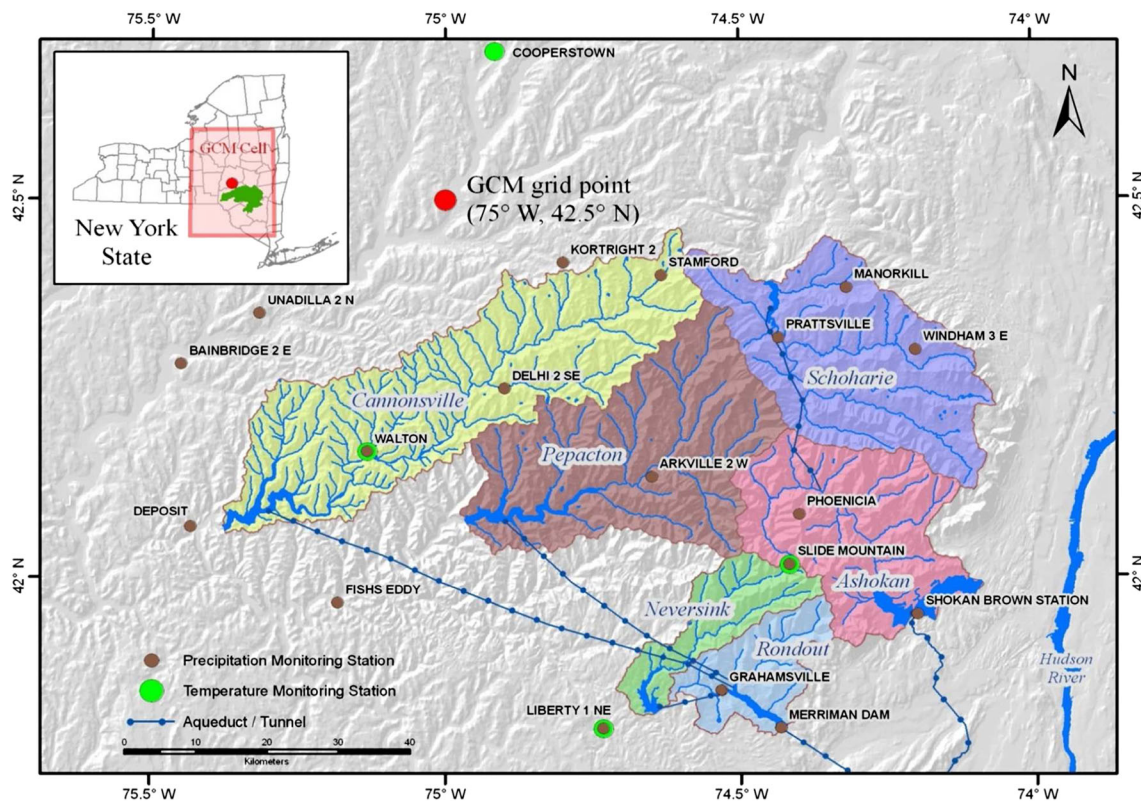 75.5° W
75° W
74.5° W
74° W
COOPERSTOWN
N
GCM Cell
New York
State
42.5° N
GCM grid point
(75° W, 42.5° N)
42.5° N
KORTRIGHT 2
STAMFORD
MANORKILL
UNADILLA 2 N
PRATTSVILLE
WINDHAM 3 E
BAINBRIDGE 2 E
DELHI 2 SE
Schoharie
Cannonsville
WALTON
Pepacton
ARKVILLE 2 W
PHOENICIA
DEPOSIT
SLIDE MOUNTAIN
42° N
42° N
Ashokan
FISHS EDDY
SHOKAN BROWN STATION
Neversink
Rondout
Hudson
River
Precipitation Monitoring Station
GRAHAMSVILLE
Temperature Monitoring Station
LIBERTY 1 NE
MERRIMAN DAM
Aqueduct / Tunnel
0 10 20 30 40
Kilometers
75.5° W
75° W
74.5° W
74° W